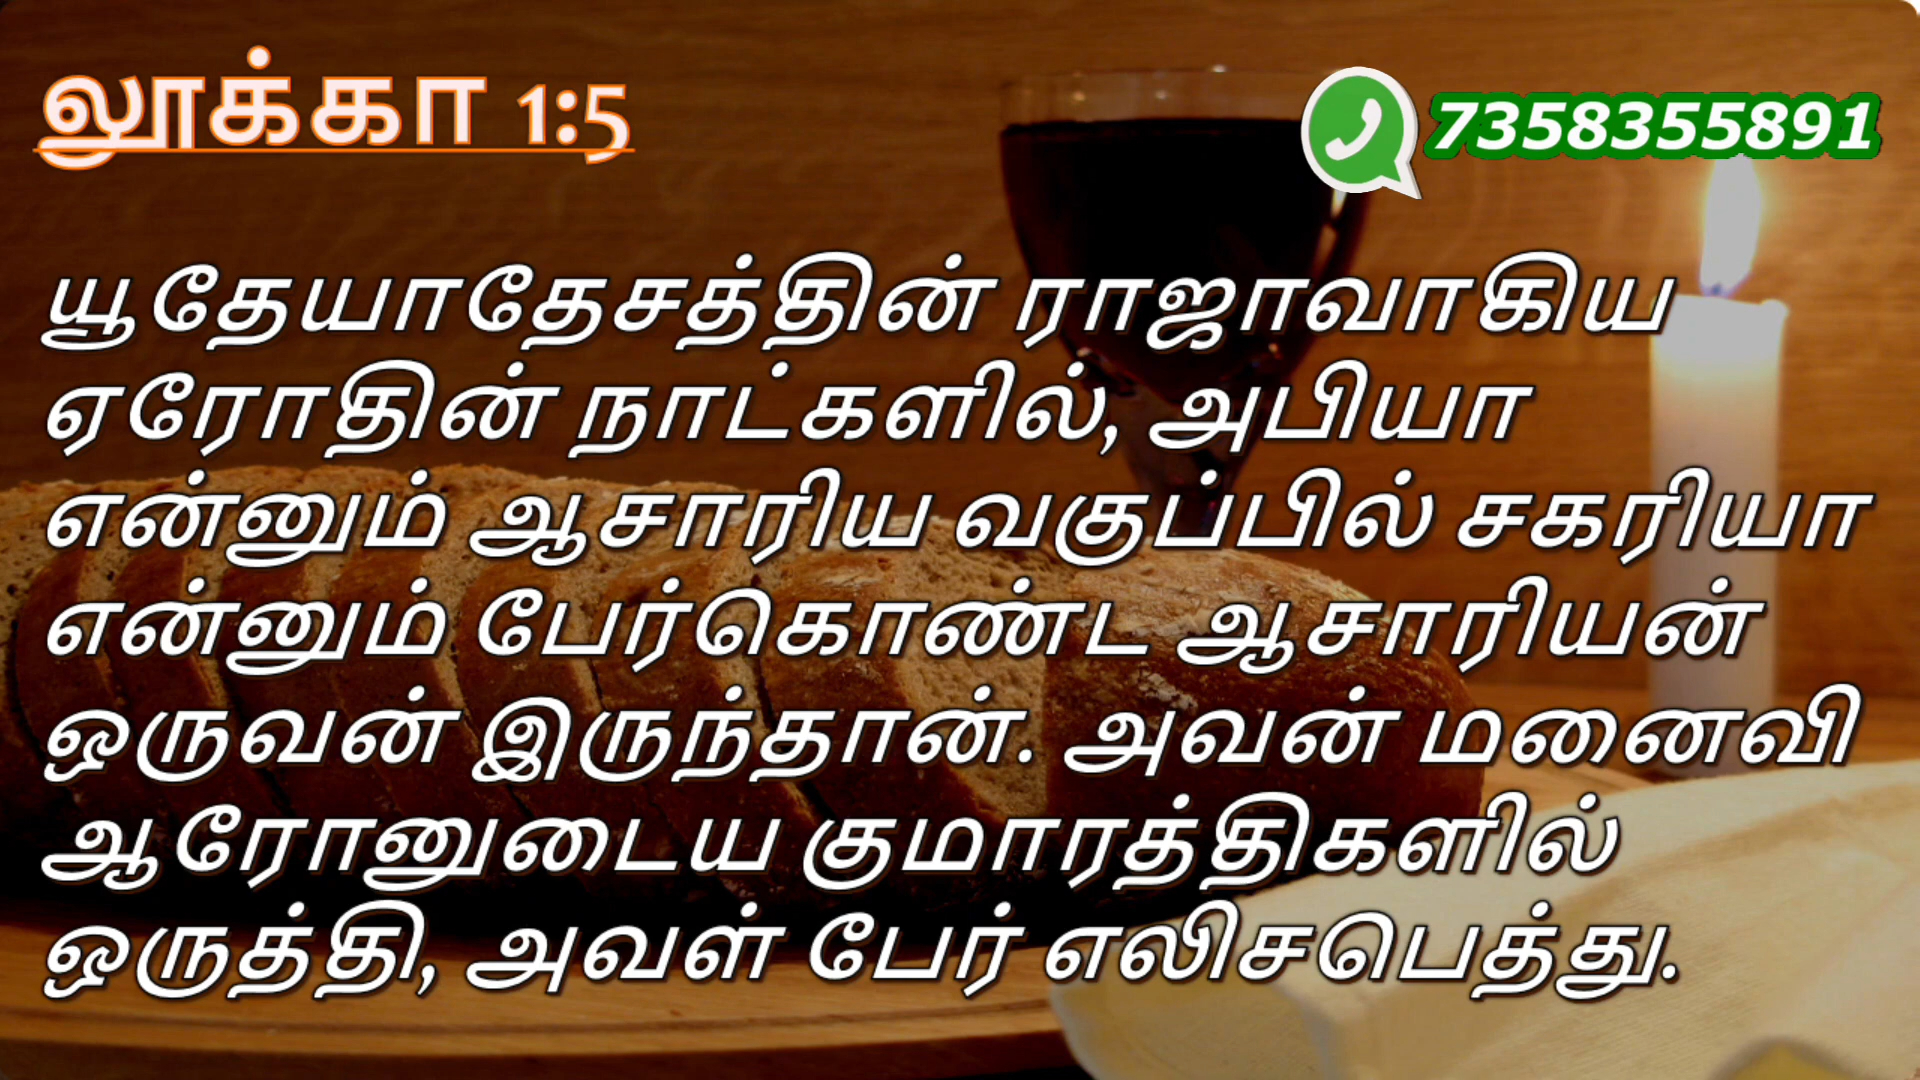 லூக்கா 1:5
7358355891
யூதேயாதேசத்தின் ராஜாவாகிய
ஏரோதின் நாட்களில், அபியா
என்னும் ஆசாரிய வகுப்பில் சகரியா
என்னும் பேர்கொண்ட ஆசாரியன்
ஒருவன் இருந்தான். அவன் மனைவி
ஆரோனுடைய குமாரத்திகளில்
ஒருத்தி, அவள் பேர் எலிசபெத்து.